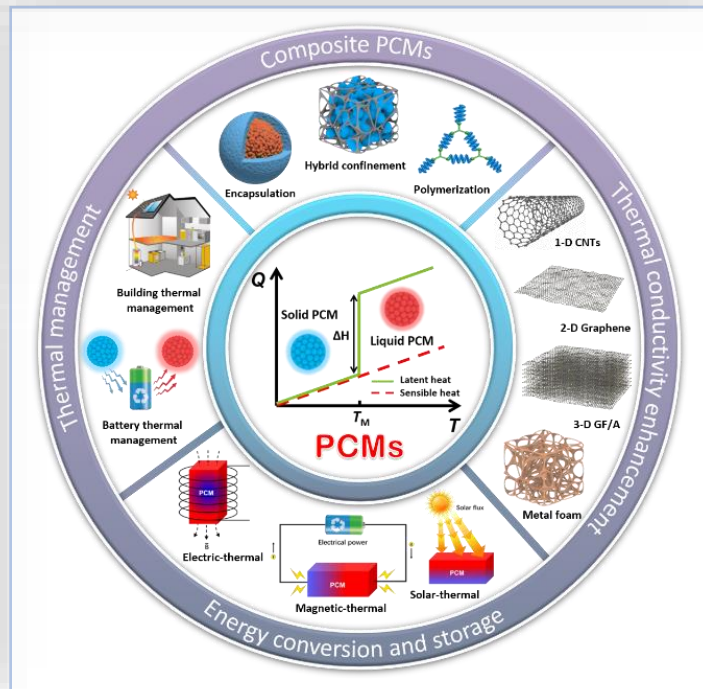 Composite PCMs
Encapsulation
Hybrid confinement
Polymerization
Thermal conductivity enhancement
1-D CNTs
2-D Graphene
3-D GF/A
Metal foam
Energy conversion and storage
Solar flux
PCM
Solar-thermal
Electrical power
PCM
Magnetic-thermal
PCM
B
Electric-thermal
Thermal management
Building thermal
management
Battery thermal
management
Q
Solid PCM
ΔH
Liquid PCM
Latent heat
Sensible heat
TM
T
PCMs